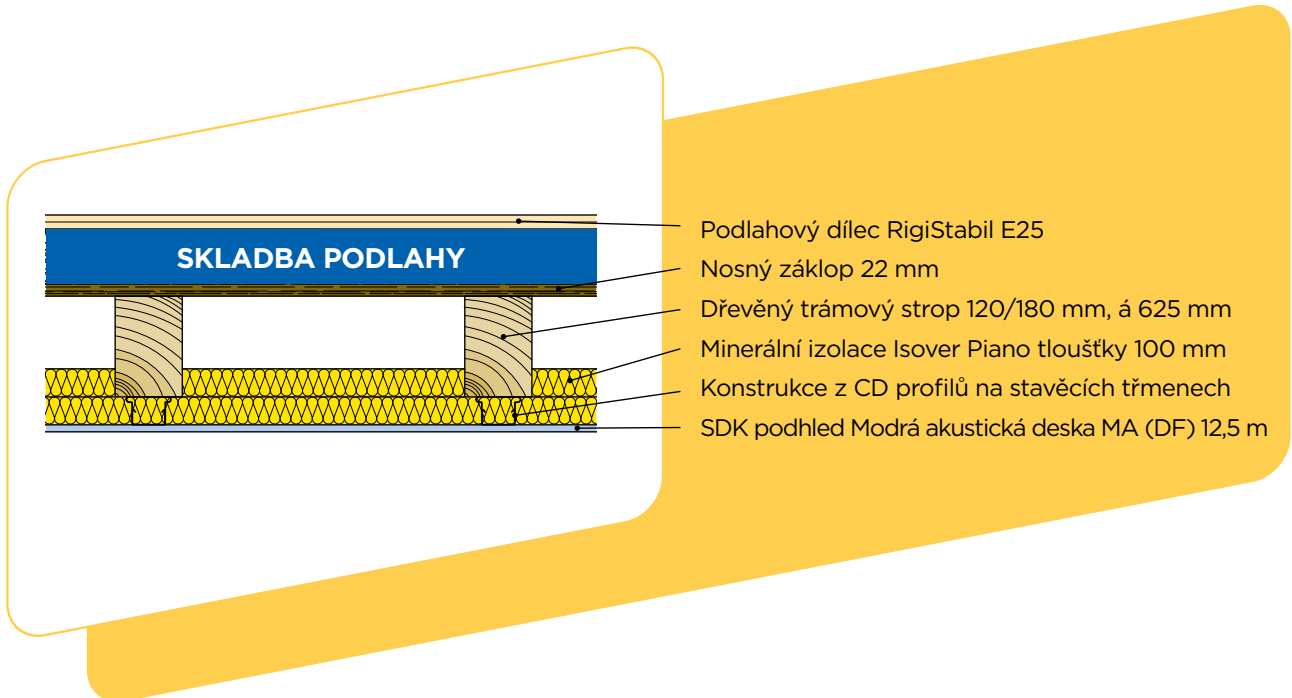 SKLADBA PODLAHY
Podlahový dílec RigiStabil E25
Nosný záklop 22 mm
Dřevěný trámový strop 120/180 mm, á 625 mm
Minerální izolace Isover Piano tloušťky 100 mm
Konstrukce z CD profilů na stavěcích třmenech
SDK podhled Modrá akustická deska MA (DF) 12,5 m